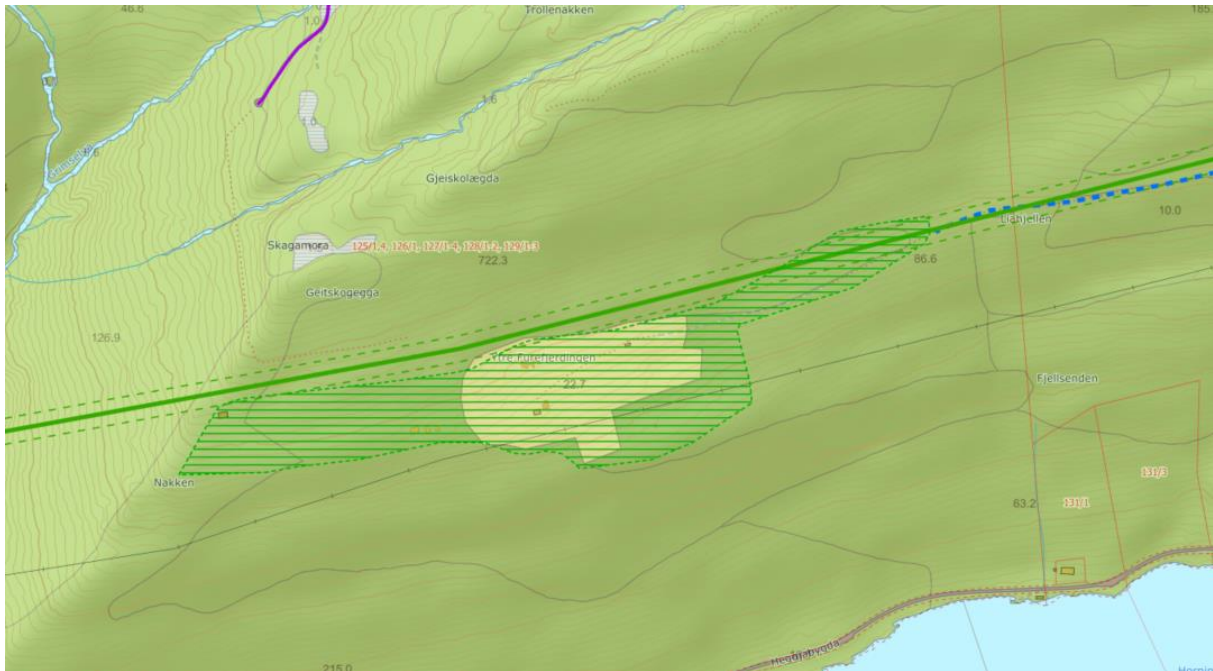 46.6
1.0
Trollenakken
185.
1.6
1.0
Gjeiskolægda
Skagamora
125/1,4, 126/1, 127/1-4, 128/1-2, 129/1-3
722.3
Geitskogegga
Liahjellen
10.0
86.6
126.9
22.7
Fjellsenden
Nakken
131/3
131/1
63.2
215.0
Heggjabygda